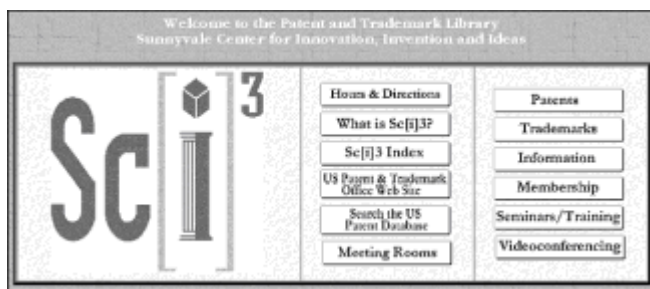 Welcome to the Patent and Trademark Library
Sunnyvale Center for Innovation, Invention and Ideas
Sc[i]3
Hours & Directions
What is Sc[i]3?
Sc[i]3 Index
US Patent & Trademark
Office Web Site
Search the US
Patent Database
Meeting Rooms
Patents
Trademarks
Information
Membership
Seminars/Training
Videoconferencing